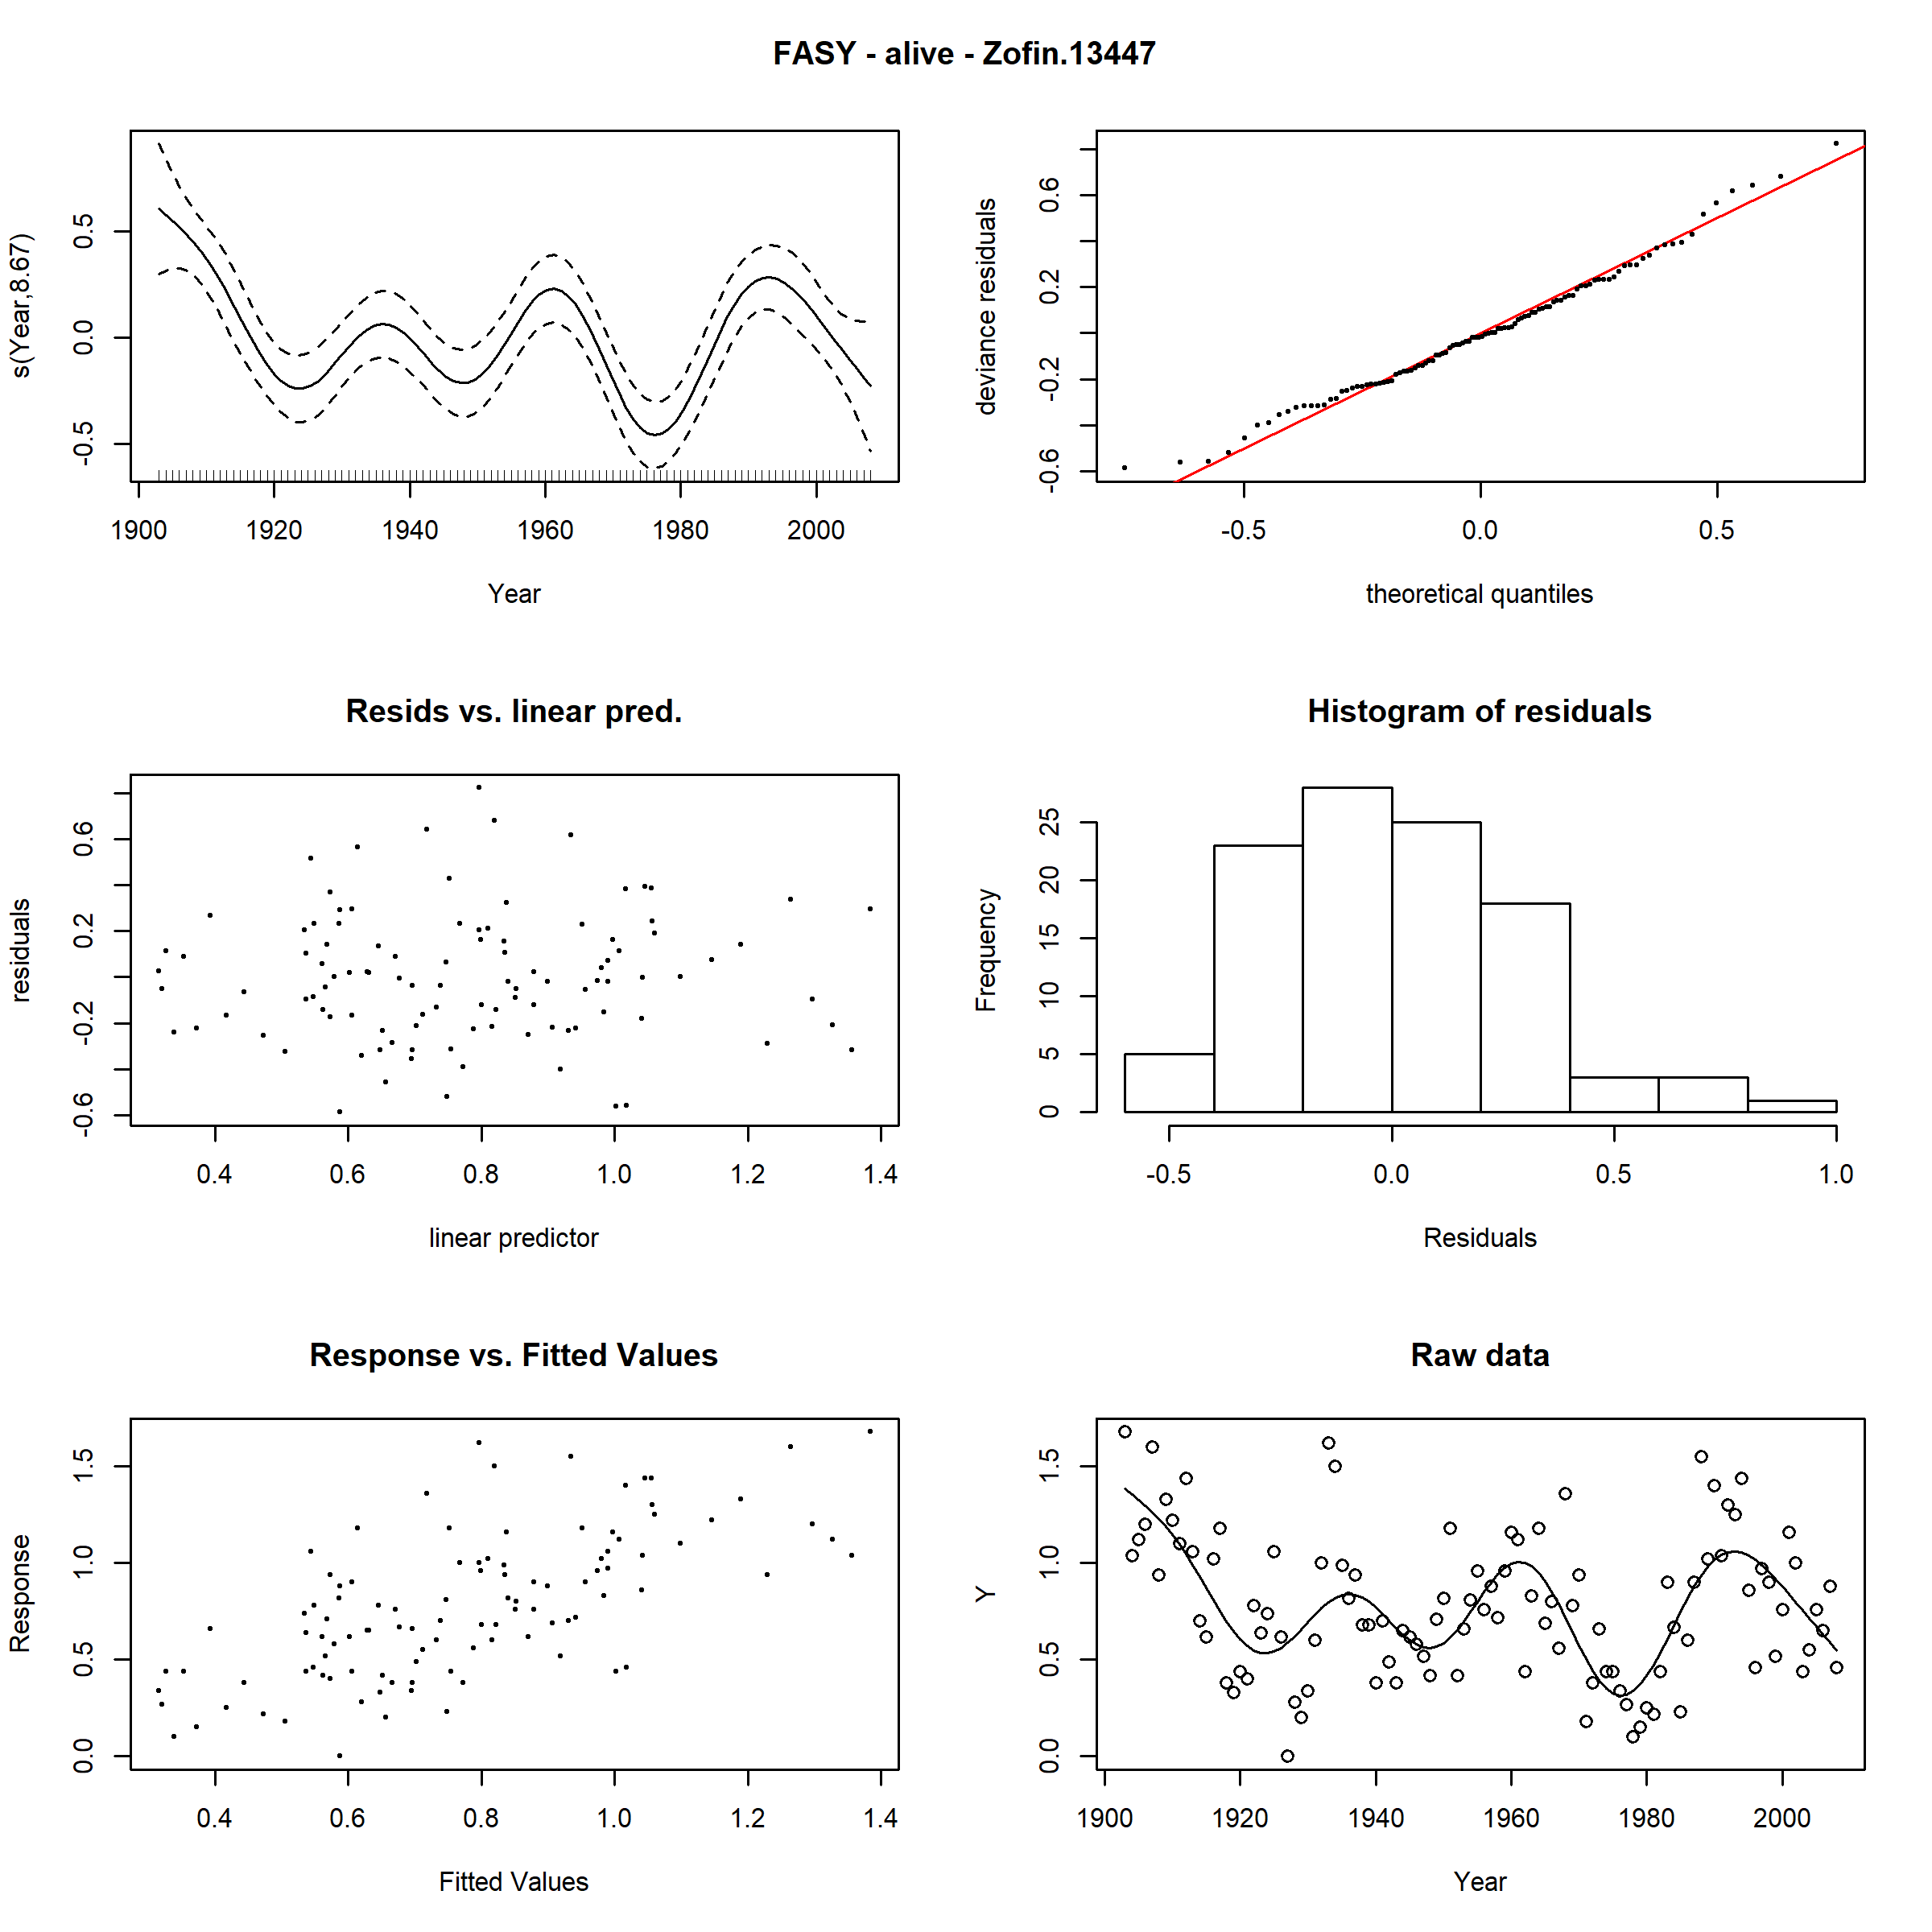 FASY - alive - Zofin.13447
s(Year,8.67)
0.5
0.0
-0.5
1900 1920 1940 1960 1980 2000
Year
deviance residuals
0.6
0.2
-0.2
-0.6
-0.5 0.0 0.5
theoretical quantiles
Resids vs. linear pred.
residuals
0.6
0.2
-0.2
-0.6
0.4 0.6 0.8 1.0 1.2 1.4
linear predictor
Histogram of residuals
Frequency
25
20
15
10
5
0
-0.5 0.0 0.5 1.0
Residuals
Response vs. Fitted Values
Response
1.5
1.0
0.5
0.0
0.4 0.6 0.8 1.0 1.2 1.4
Fitted Values
Raw data
Y
1.5
1.0
0.5
0.0
1900 1920 1940 1960 1980 2000
Year